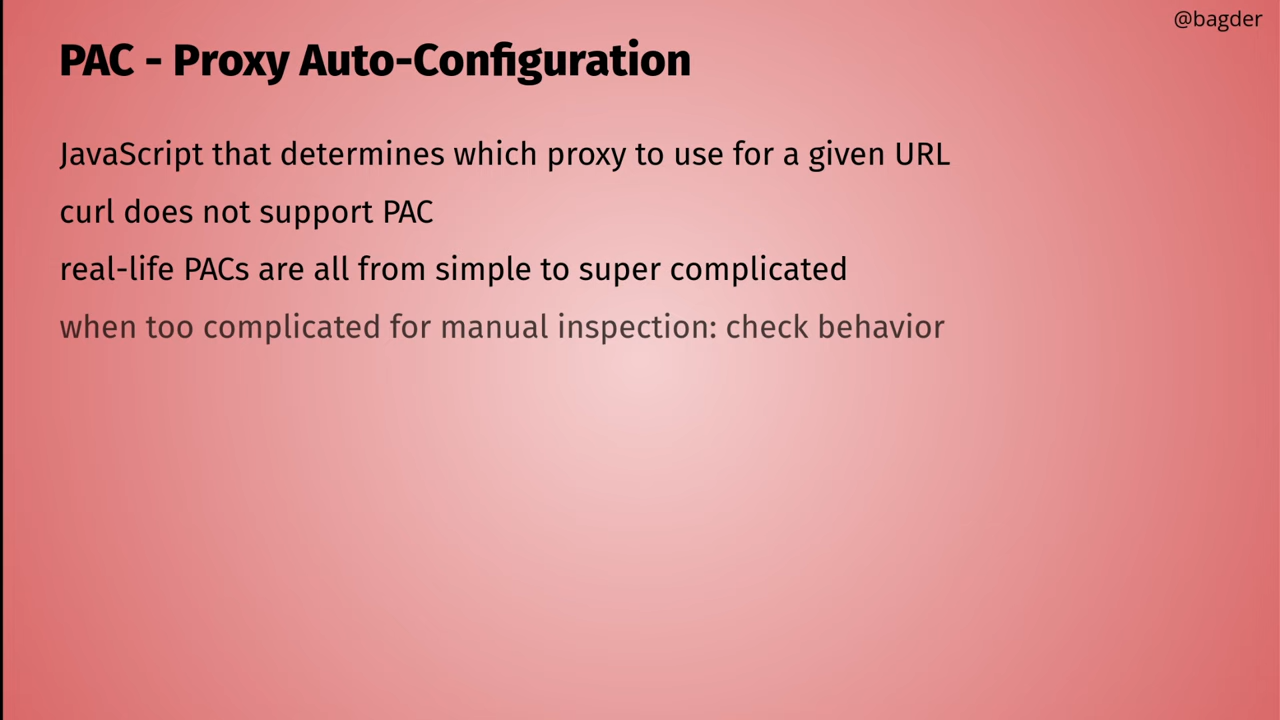 @bagder
PAC - Proxy Auto-Configuration
JavaScript that determines which proxy to use for a given URL
curl does not support PAC
real-life PACs are all from simple to super complicated
when too complicated for manual inspection: check behavior